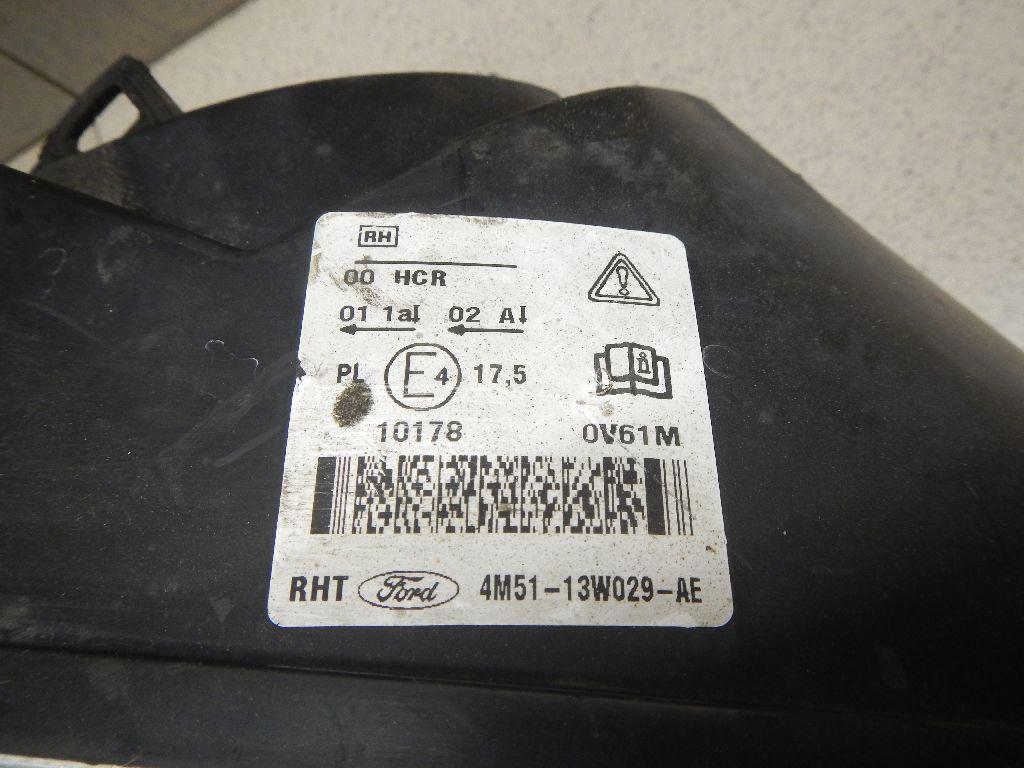 RH
00 HCR
01 1a 02 A
PL E4 17,5
10178 0V61M
RHT Ford 4M51-13W029-AE